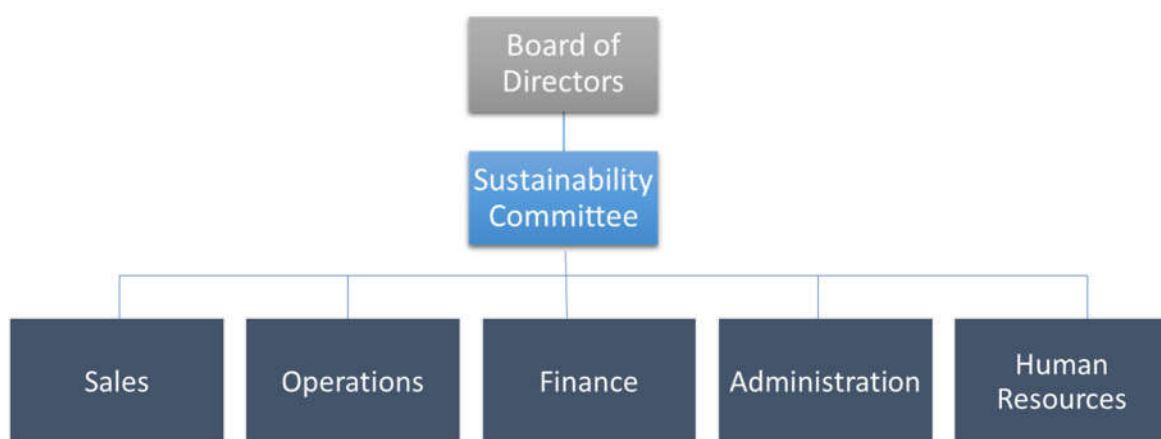 Board of
Directors
Sustainability
Committee
Sales
Operations
Finance
Administration
Human
Resources